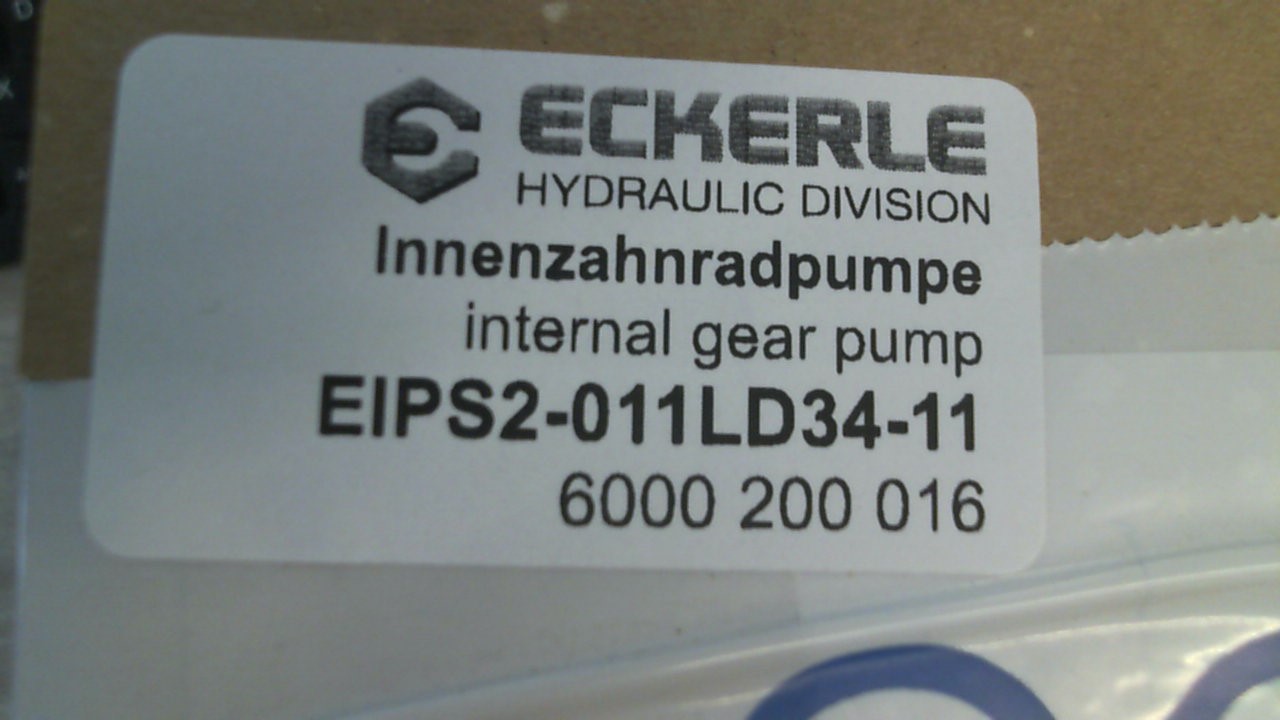 ECKERLE
HYDRAULIC DIVISION
Innenzahnradpumpe
internal gear pump
EIPS2-011LD34-11
6000 200 016